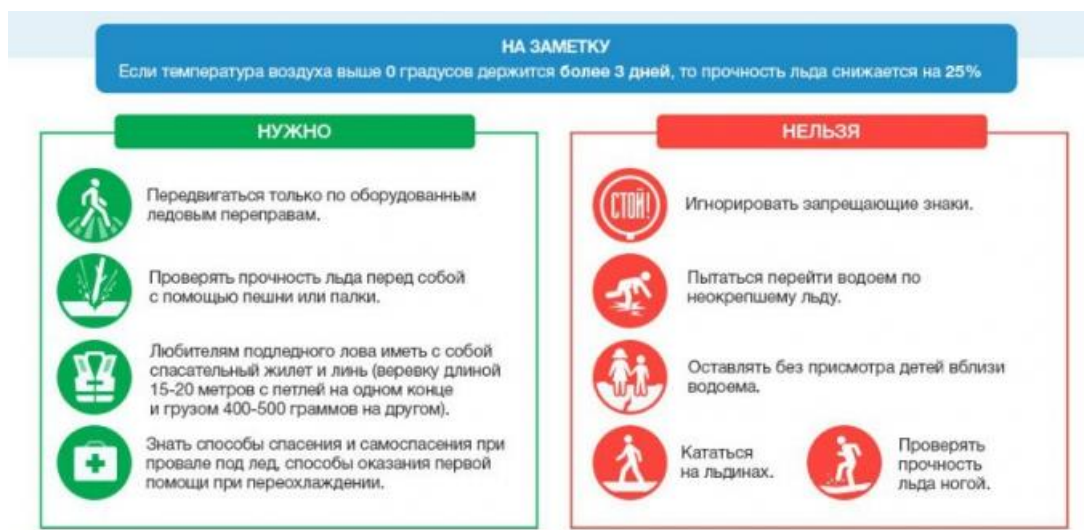 НА ЗАМЕТКУ
Если температура воздуха выше 0 градусов держится более 3 дней, то прочность льда снижается на 25%
НУЖНО
Передвигаться только по оборудованным
ледовым переправам.
Проверять прочность льда перед собой
с помощью пешни или палки.
Любителям подледного лова иметь с собой
спасательный жилет и линь (веревку длиной
15-20 метров с петлей на одном конце
и грузом 400-500 граммов на другом).
Знать способы спасения и самоспасения при
провале под лед, способы оказания первой
помощи при переохлаждении.
НЕЛЬЗЯ
СТОЙ!
Игнорировать запрещающие знаки.
Пытаться перейти водоем по
неокрепшему льду.
Оставлять без присмотра детей вблизи
водоема.
Кататься
на льдинах.
Проверять
прочность
льда ногой.